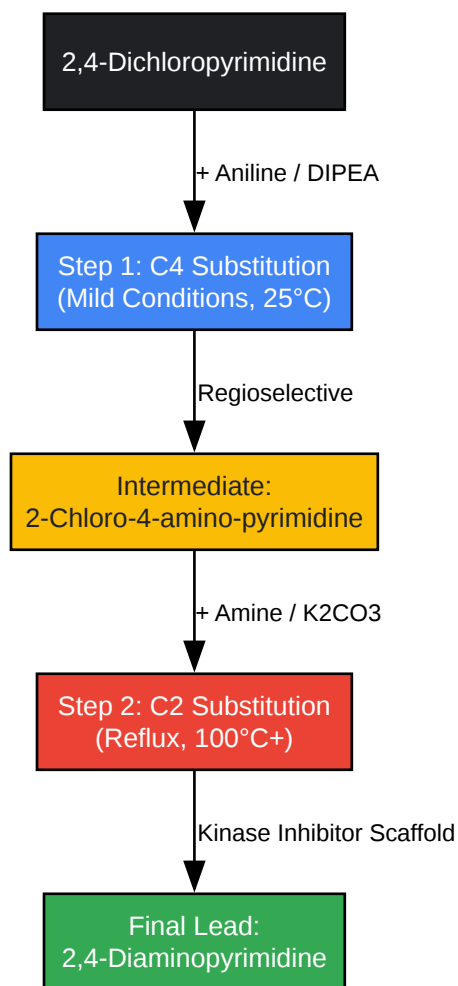 2,4-Dichloropyrimidine
+ Aniline / DIPEA
Step 1: C4 Substitution
(Mild Conditions, 25°C)
Regioselective
Intermediate:
2-Chloro-4-amino-pyrimidine
+ Amine / K2CO3
Step 2: C2 Substitution
(Reflux, 100°C+)
Kinase Inhibitor Scaffold
Final Lead:
2,4-Diaminopyrimidine